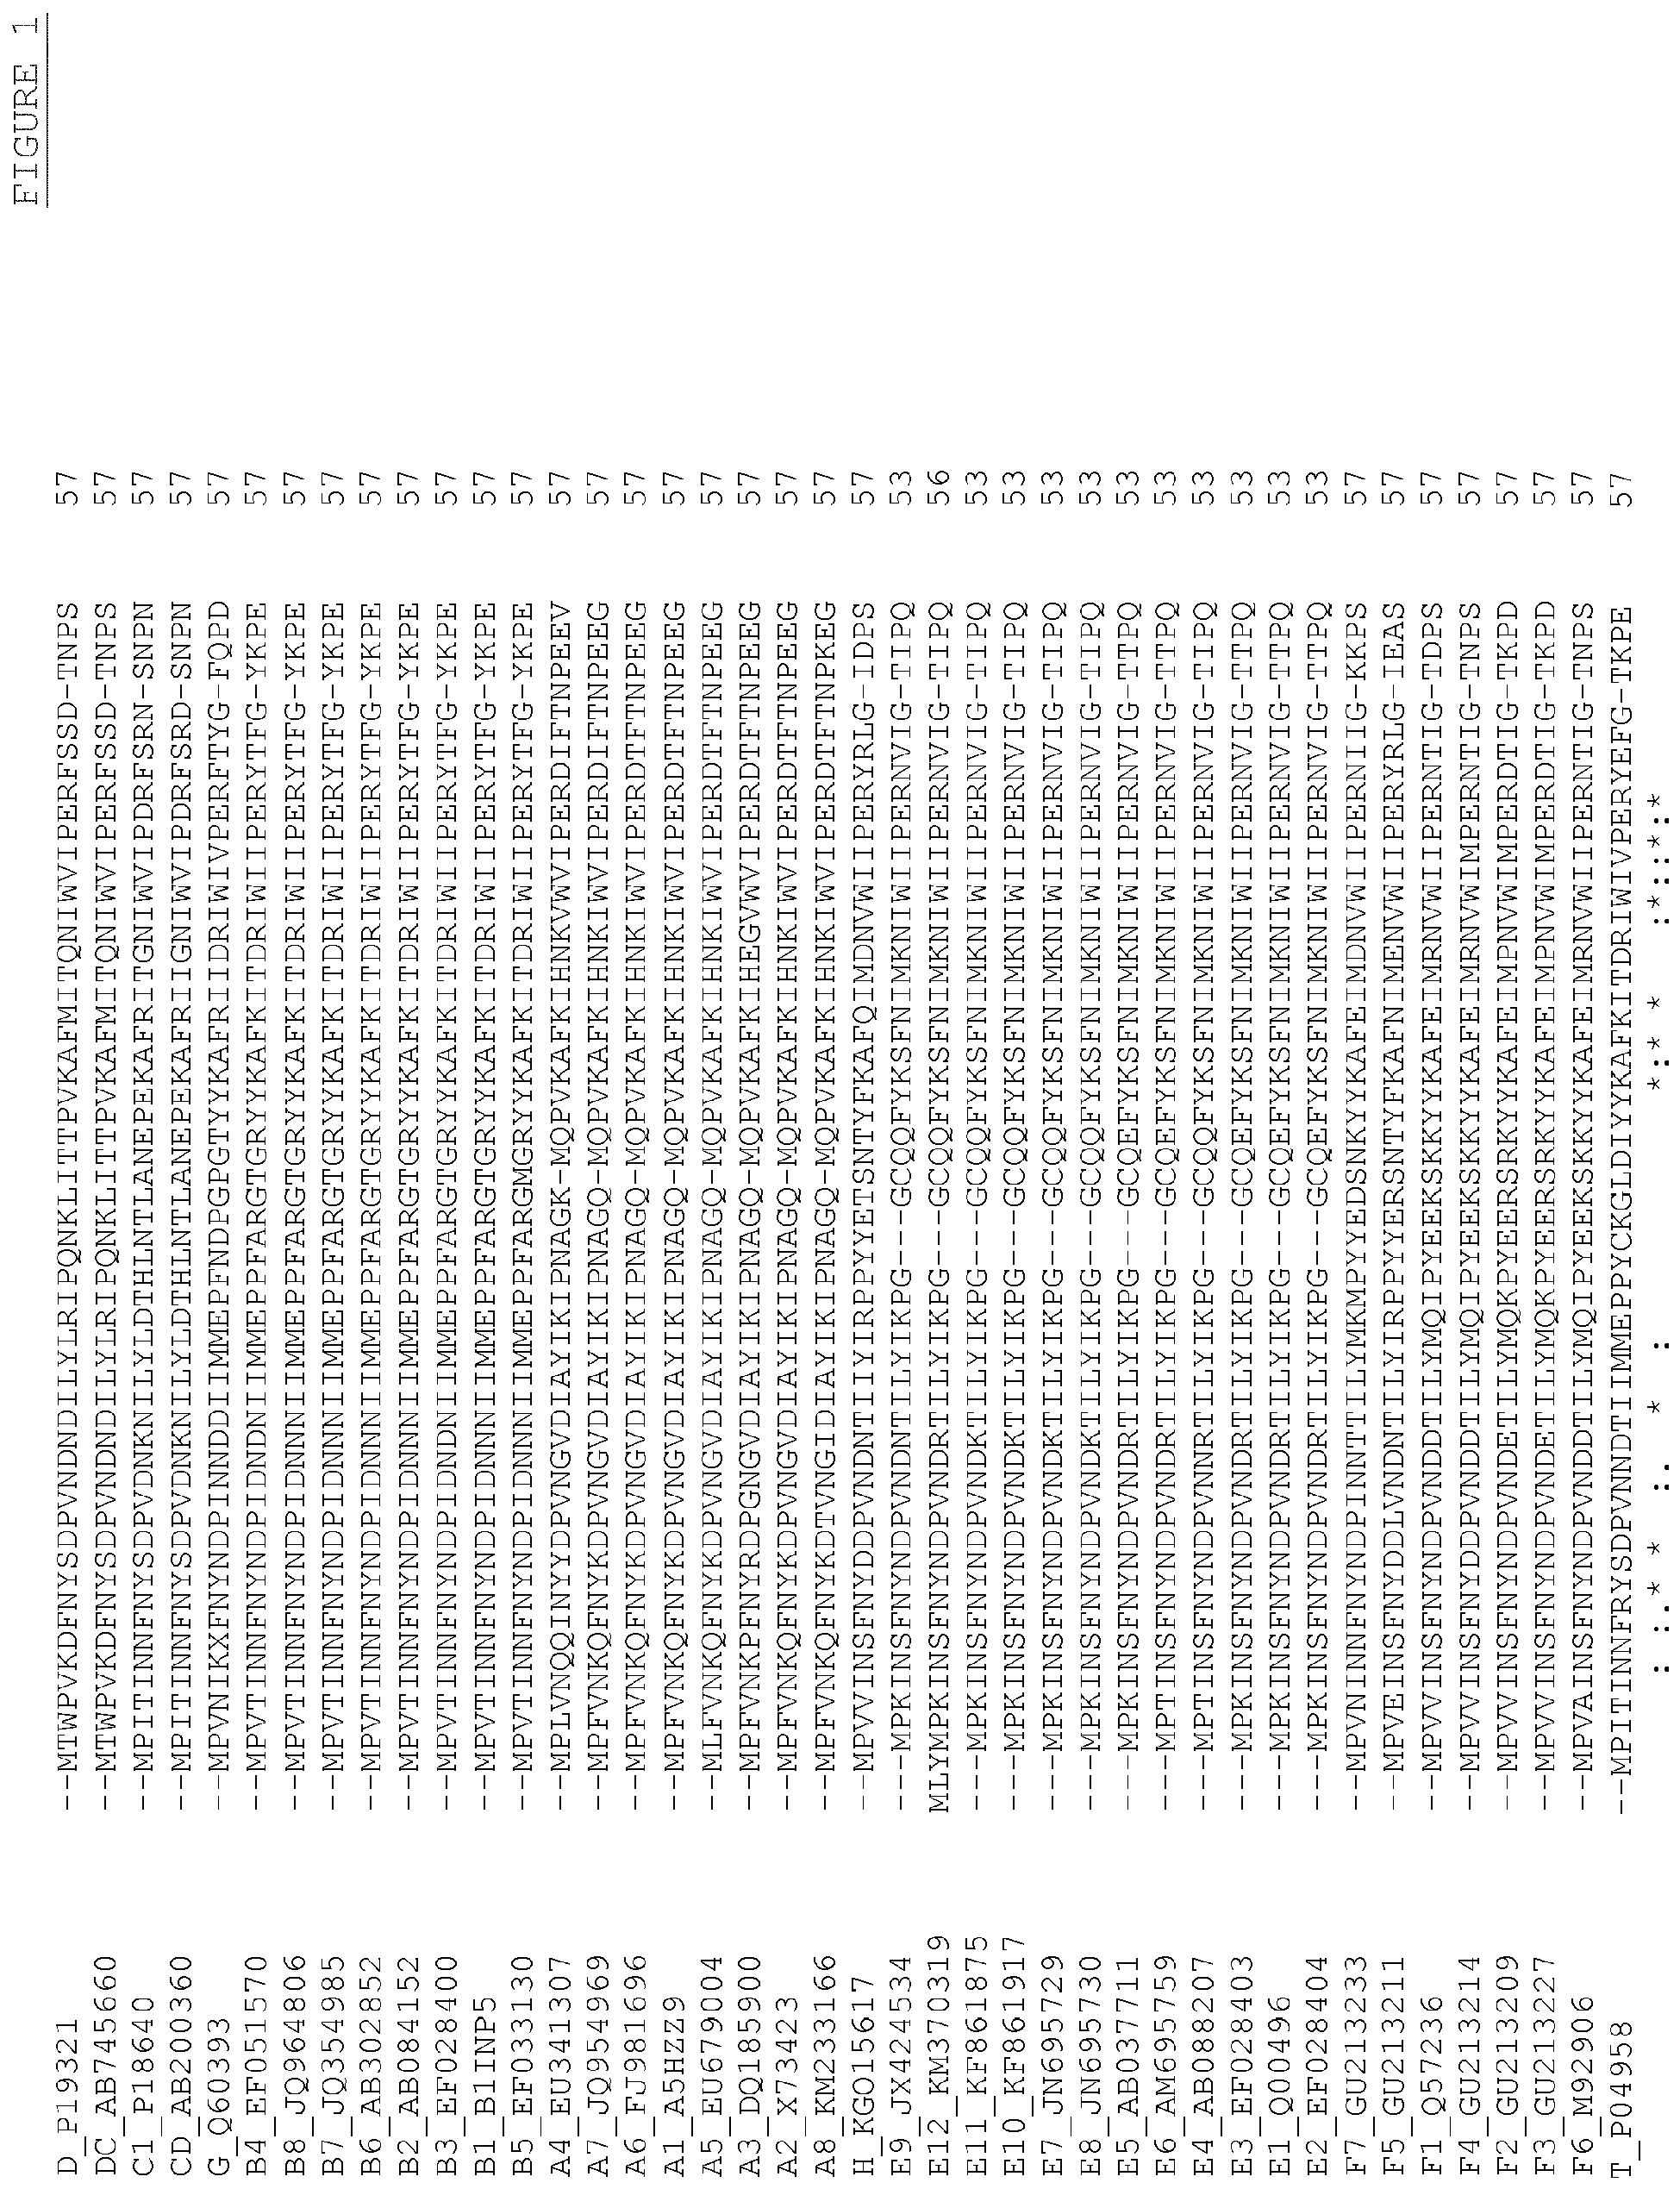 FIGURE 1
D_P19321 --MTWPVKDFNYSDPVNDNDILYLRIPQNKLITTPVKAFMITQNIWVIPERFSSD-TNPS 57
DC_AB745660 --MTWPVKDFNYSDPVNDNDILYLRIPQNKLITTPVKAFMITQNIWVIPERFSSD-TNPS 57
C1_P18640 --MPITINNFNYSDPVDNKNILYLDTHLNTLANEPEKAFRITGNIWVIPDRFSRN-SNPN 57
CD_AB200360 --MPITINNFNYSDPVDNKNILYLDTHLNTLANEPEKAFRIIGNIWVIPDRFSRD-SNPN 57
G_Q60393 --MPVNIKXFNYNDPINNDDIIMMEPFNDPGPGTYYKAFRIIDRIWIVPERFTYG-FQPD 57
B4_EF051570 --MPVTINNFNYNDPIDNDNIIMMEPPFARGTGRYYKAFKITDRIWIIPERYTFG-YKPE 57
B8_JQ964806 --MPVTINNFNYNDPIDNNNIIMMEPPFARGTGRYYKAFKITDRIWIIPERYTFG-YKPE 57
B7_JQ354985 --MPVTINNFNYNDPIDNNNIIMMEPPFARGTGRYYKAFKITDRIWIIPERYTFG-YKPE 57
B6_AB302852 --MPVTINNFNYNDPIDNNNIIMMEPPFARGTGRYYKAFKITDRIWIIPERYTFG-YKPE 57
B2_AB084152 --MPVTINNFNYNDPIDNNNIIMMEPPFARGTGRYYKAFKITDRIWIIPERYTFG-YKPE 57
B3_EF028400 --MPVTINNFNYNDPIDNDNIIMMEPPFARGTGRYYKAFKITDRIWIIPERYTFG-YKPE 57
B1_B1INP5 --MPVTINNFNYNDPIDNNNIIMMEPPFARGTGRYYKAFKITDRIWIIPERYTFG-YKPE 57
B5_EF033130 --MPVTINNFNYNDPIDNNNIIMMEPPFARGMGRYYKAFKITDRIWIIPERYTFG-YKPE 57
A4_EU341307 --MPLVNQQINYYDPVNGVDIAYIKIPNAGK-MQPVKAFKIHNKVWVIPERDIFTNPEEV 57
A7_JQ954969 --MPFVNKQFNYKDPVNGVDIAYIKIPNAGQ-MQPVKAFKIHNKIWVIPERDIFTNPEEG 57
A6_FJ981696 --MPFVNKQFNYKDPVNGVDIAYIKIPNAGQ-MQPVKAFKIHNKIWVIPERDTFTNPEEG 57
A1_A5HZZ9 --MPFVNKQFNYKDPVNGVDIAYIKIPNAGQ-MQPVKAFKIHNKIWVIPERDTFTNPEEG 57
A5_EU679004 --MLFVNKQFNYKDPVNGVDIAYIKIPNAGQ-MQPVKAFKIHNKIWVIPERDTFTNPEEG 57
A3_DQ185900 --MPFVNKPFNYRDPGNGVDIAYIKIPNAGQ-MQPVKAFKIHEGVWVIPERDTFTNPEEG 57
A2_X73423 --MPFVNKQFNYKDPVNGVDIAYIKIPNAGQ-MQPVKAFKIHNKIWVIPERDTFTNPEEG 57
A8_KM233166 --MPFVNKQFNYKDTVNGIDIAYIKIPNAGQ-MQPVKAFKIHNKIWVIPERDTFTNPKEG 57
H_KGO15617 --MPVVINSFNYDDPVNDNTIIYIRPPYYETSNTYFKAFQIMDNVWIIPERYRLG-IDPS 57
E9_JX424534 ---MPKINSFNYNDPVNDNTILYIKPG---GCQQFYKSFNIMKNIWIIPERNVIG-TIPQ 53
E12_KM370319 MLYMPKINSFNYNDPVNDRTILYIKPG---GCQQFYKSFNIMKNIWIIPERNVIG-TIPQ 56
E11_KF861875 ---MPKINSFNYNDPVNDKTILYIKPG---GCQQFYKSFNIMKNIWIIPERNVIG-TIPQ 53
E10_KF861917 ---MPKINSFNYNDPVNDKTILYIKPG---GCQQFYKSFNIMKNIWIIPERNVIG-TIPQ 53
E7_JN695729 ---MPKINSFNYNDPVNDKTILYIKPG---GCQQFYKSFNIMKNIWIIPERNVIG-TIPQ 53
E8_JN695730 ---MPKINSFNYNDPVNDKTILYIKPG---GCQQFYKSFNIMKNIWIIPERNVIG-TIPQ 53
E5_AB037711 ---MPKINSFNYNDPVNDRTILYIKPG---GCQEFYKSFNIMKNIWIIPERNVIG-TTPQ 53
E6_AM695759 ---MPTINSFNYNDPVNDRTILYIKPG---GCQEFYKSFNIMKNIWIIPERNVIG-TTPQ 53
E4_AB088207 ---MPTINSFNYNDPVNNRTILYIKPG---GCQQFYKSFNIMKNIWIIPERNVIG-TIPQ 53
E3_EF028403 ---MPKINSFNYNDPVNDRTILYIKPG---GCQEFYKSFNIMKNIWIIPERNVIG-TTPQ 53
E1_Q00496 ---MPKINSFNYNDPVNDRTILYIKPG---GCQEFYKSFNIMKNIWIIPERNVIG-TTPQ 53
E2_EF028404 ---MPKINSFNYNDPVNDRTILYIKPG---GCQEFYKSFNIMKNIWIIPERNVIG-TTPQ 53
F7_GU213233 --MPVNINNFNYNDPINNTTILYMKMPYYEDSNKYYKAFEIMDNVWIIPERNIIG-KKPS 57
F5_GU213211 --MPVEINSFNYDDLVNDNTILYIRPPYYERSNTYFKAFNIMENVWIIPERYRLG-IEAS 57
F1_Q57236 --MPVVINSFNYNDPVNDDTILYMQIPYEEKSKKYYKAFEIMRNVWIIPERNTIG-TDPS 57
F4_GU213214 --MPVVINSFNYDDPVNDDTILYMQIPYEEKSKKYYKAFEIMRNVWIMPERNTIG-TNPS 57
F2_GU213209 --MPVVINSFNYNDPVNDETILYMQKPYEERSRKYYKAFEIMPNVWIMPERDTIG-TKPD 57
F3_GU213227 --MPVVINSFNYNDPVNDETILYMQKPYEERSRKYYKAFEIMPNVWIMPERDTIG-TKPD 57
F6_M92906 --MPVAINSFNYNDPVNDDTILYMQIPYEEKSKKYYKAFEIMRNVWIIPERNTIG-TNPS 57
T_P04958 --MPITINNFRYSDPVNNDTIIMMEPPYCKGLDIYYKAFKITDRIWIVPERYEFG-TKPE 57
: :.* *  :. *  :            *:* *   :*::*:*